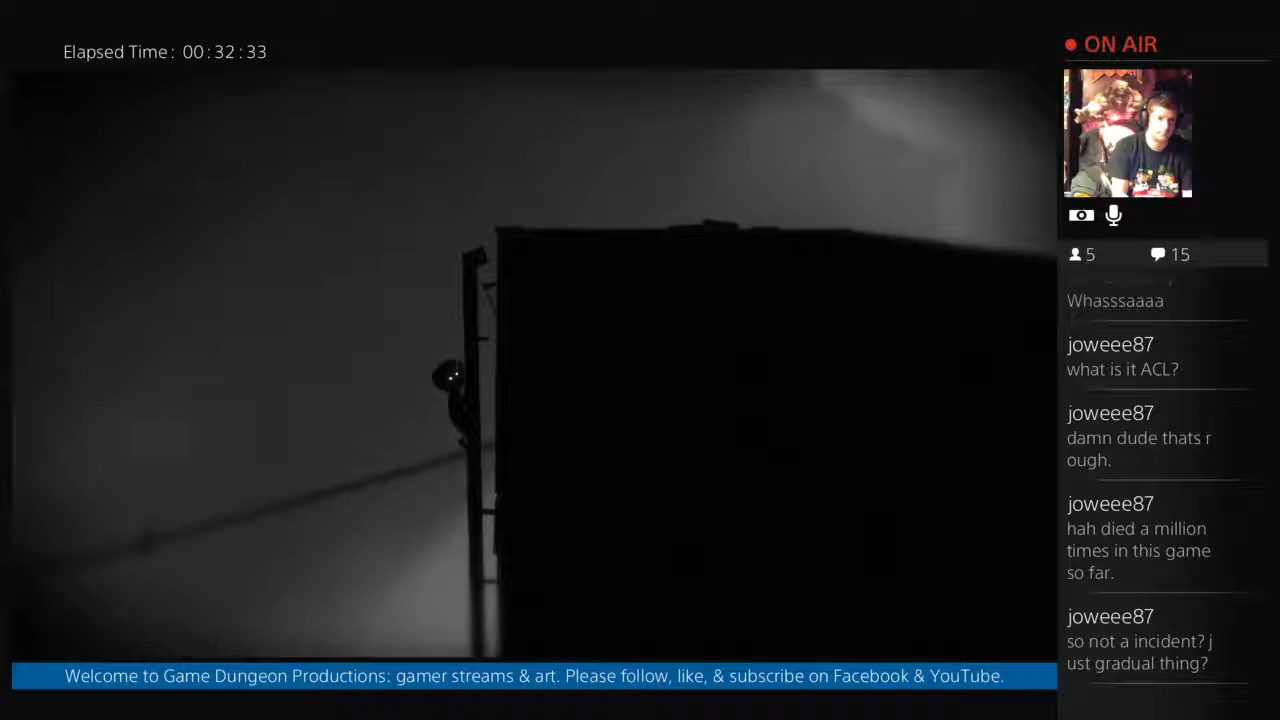 Elapsed Time: 00:32:33
ON AIR
5 15
Whasssaaaa
joweee87
what is it ACL?
joweee87
damn dude thats r
ough.
joweee87
hah died a million
times in this game
so far.
joweee87
so not a incident? j
ust gradual thing?
Welcome to Game Dungeon Productions: gamer streams & art. Please follow, like, & subscribe on Facebook & YouTube.